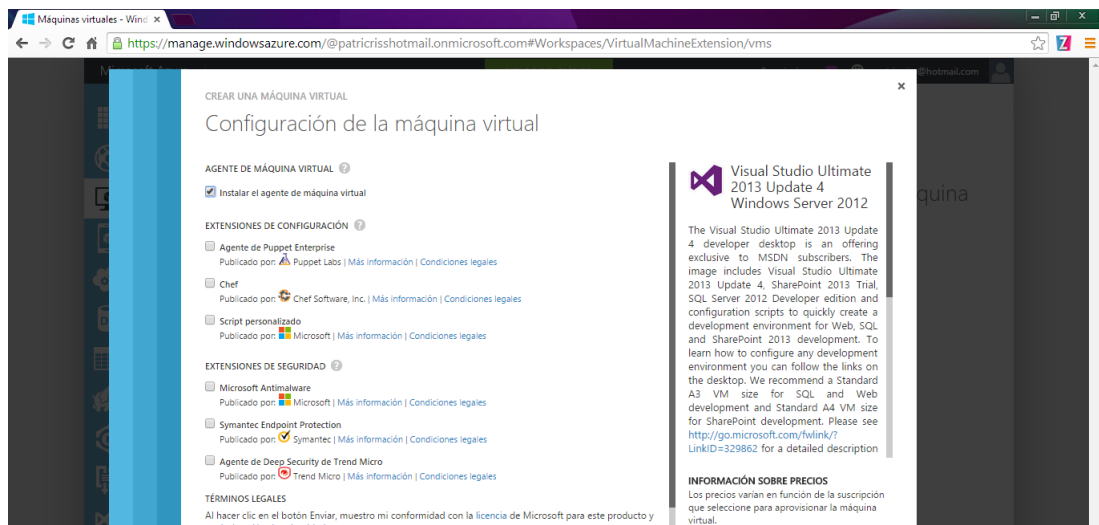 Máquinas virtuales - Wind
https://manage.windowsazure.com/@patricrisshotmail.onmicrosoft.com#Workspaces/VirtualMachineExtension/vms
@hotmail.com
CREAR UNA MÁQUINA VIRTUAL
Configuración de la máquina virtual
AGENTE DE MÁQUINA VIRTUAL ?
Instalar el agente de máquina virtual
EXTENSIONES DE CONFIGURACIÓN ?
Agente de Puppet Enterprise
Publicado por: Puppet Labs | Más información | Condiciones legales
Chef
Publicado por: Chef Software, Inc. | Más información | Condiciones legales
Script personalizado
Publicado por: Microsoft | Más información | Condiciones legales
EXTENSIONES DE SEGURIDAD ?
Microsoft Antimalware
Publicado por: Microsoft | Más información | Condiciones legales
Symantec Endpoint Protection
Publicado por: Symantec | Más información | Condiciones legales
Agente de Deep Security de Trend Micro
Publicado por: Trend Micro | Más información | Condiciones legales
TÉRMINOS LEGALES
Al hacer clic en el botón Enviar, muestro mi conformidad con la licencia de Microsoft para este producto y
Visual Studio Ultimate
2013 Update 4
Windows Server 2012
The Visual Studio Ultimate 2013 Update
4 developer desktop is an offering
exclusive to MSDN subscribers. The
image includes Visual Studio Ultimate
2013 Update 4, SharePoint 2013 Trial,
SQL Server 2012 Developer edition and
configuration scripts to quickly create a
development environment for Web, SQL
and SharePoint 2013 development. To
learn how to configure any development
environment you can follow the links on
the desktop. We recommend a Standard
A3 VM size for SQL and Web
development and Standard A4 VM size
for SharePoint development. Please see
http://go.microsoft.com/fwlink/?
LinkID=329862 for a detailed description
INFORMACIÓN SOBRE PRECIOS
Los precios varían en función de la suscripción
que seleccione para aprovisionar la máquina
virtual.
quina